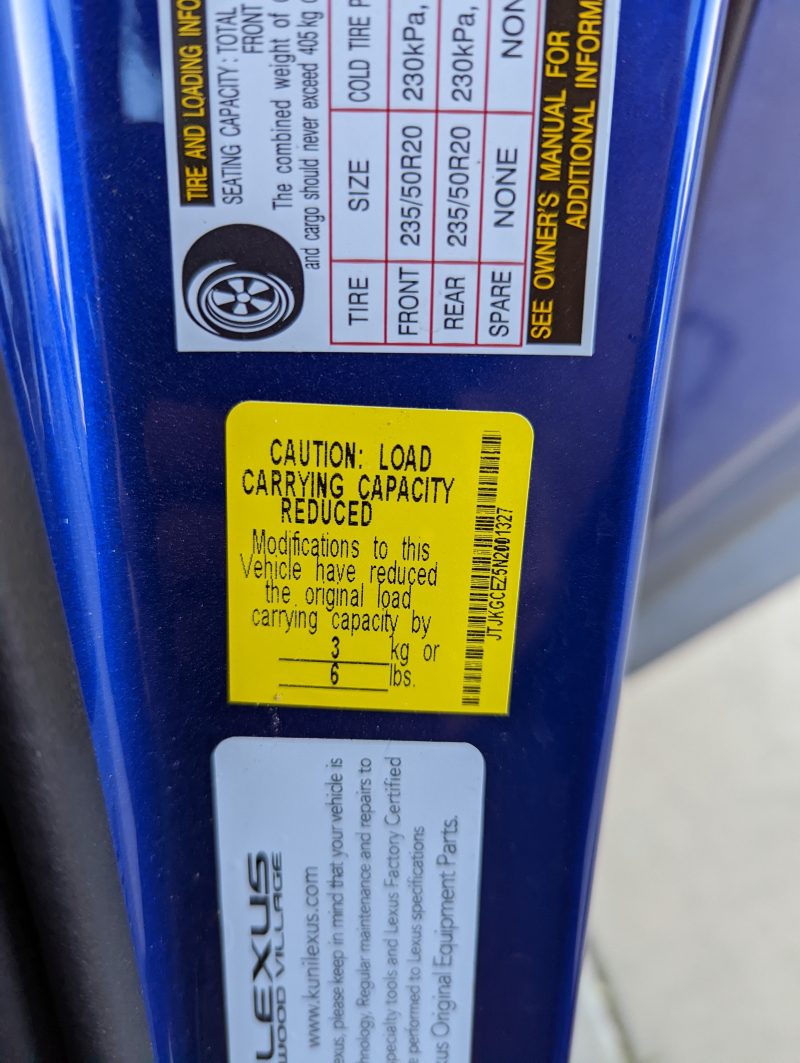 TIRE AND LOADING INFO
SEATING CAPACITY: TOTAL
FRONT
The combined weight of
and cargo should never exceed 405 kg
TIRE SIZE COLD TIRE P
FRONT 235/50R20 230kPa,
REAR 235/50R20 230kPa,
SPARE NONE NON
SEE OWNER'S MANUAL FOR
ADDITIONAL INFORM
CAUTION: LOAD
CARRYING CAPACITY
REDUCED
Modifications to this
Vehicle have reduced
the original load
carrying capacity by
3 kg or
6 lbs.
JTJKGCEZ5N2001327
LEXUS
WOOD VILLAGE
www.kunilexus.com
exus, please keep in mind that your vehicle is
hnology. Regular maintenance and repairs to
specialty tools and Lexus Factory Certified
e performed to Lexus specifications
us Original Equipment Parts.